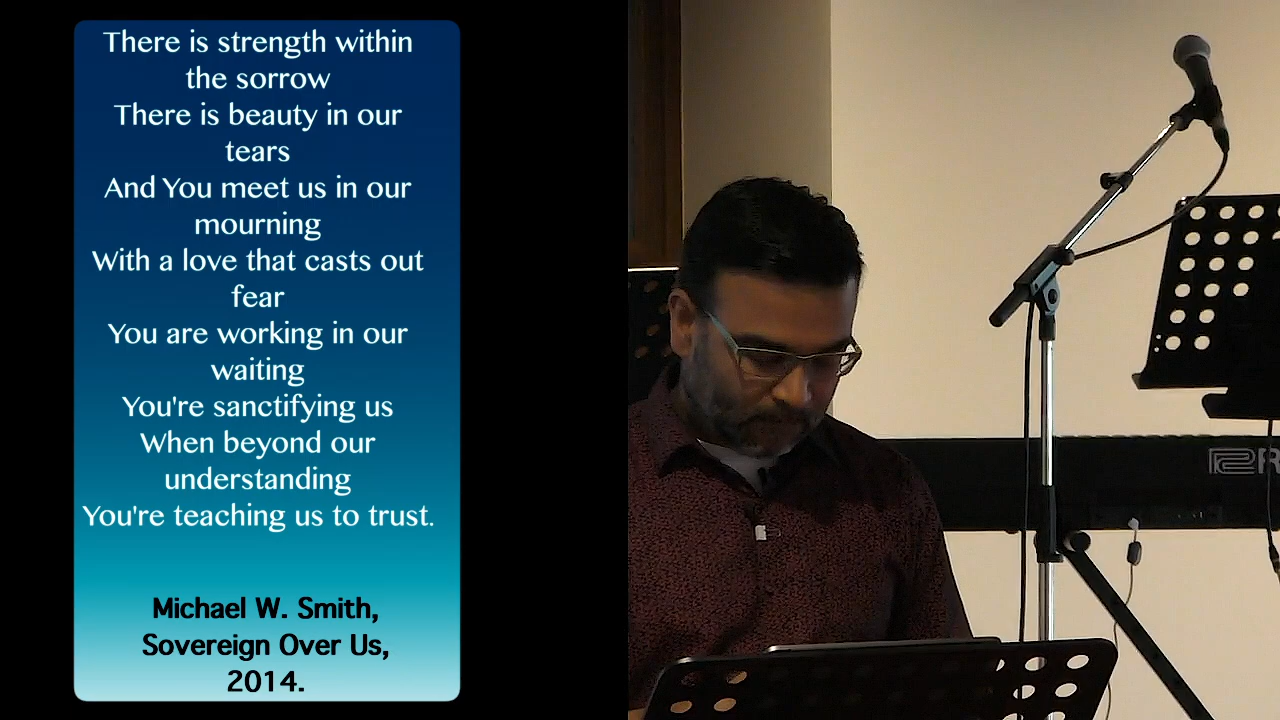 There is strength within
the sorrow
There is beauty in our
tears
And You meet us in our
mourning
With a love that casts out
fear
You are working in our
waiting
You're sanctifying us
When beyond our
understanding
You're teaching us to trust.
Michael W. Smith,
Sovereign Over Us,
2014.